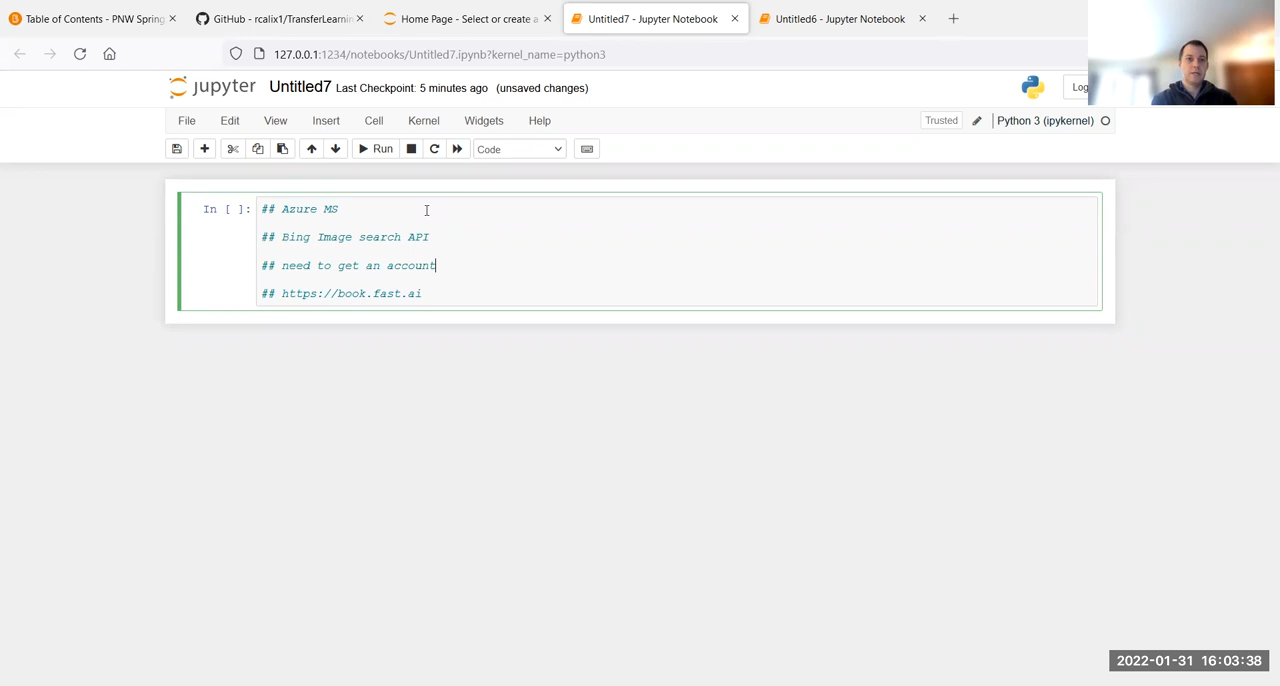 Table of Contents - PNW Spring
GitHub - rcalix1/TransferLearnin
Home Page - Select or create a
Untitled7 - Jupyter Notebook
Untitled6 - Jupyter Notebook
127.0.0.1:1234/notebooks/Untitled7.ipynb?kernel_name=python3
jupyter Untitled7 Last Checkpoint: 5 minutes ago (unsaved changes)
Log
File Edit View Insert Cell Kernel Widgets Help
Trusted Python 3 (ipykernel)
Run Code
In [ ]: ## Azure MS
## Bing Image search API
## need to get an account
## https://book.fast.ai
2022-01-31 16:03:38